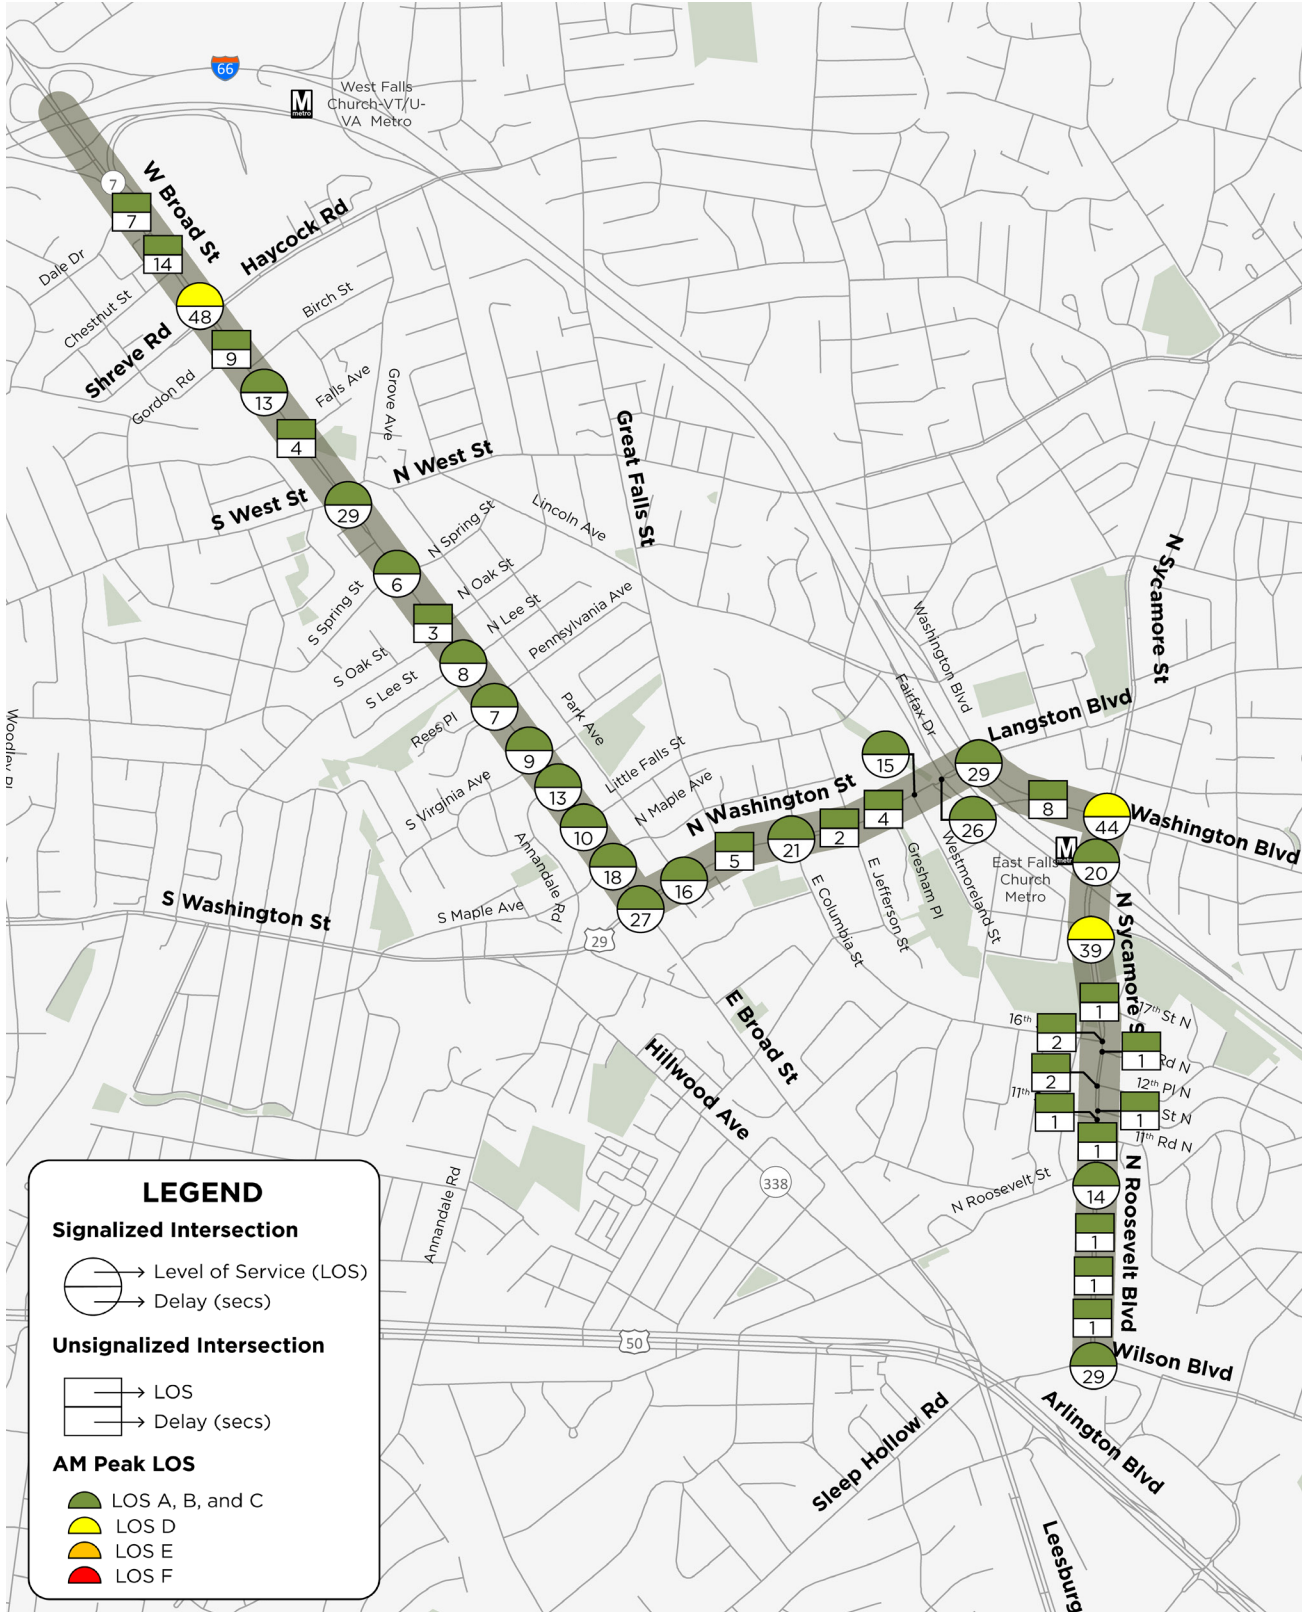 66
M
metro
West Falls
Church-VT/U-
VA Metro
7
W Broad St
7
14
Haycock Rd
Dale Dr
Chestnut St
48
Birch St
Shreve Rd
9
Gordon Rd
13
Falls Ave
Grove Ave
4
N West St
Great Falls St
S West St
29
Lincoln Ave
N Spring St
N Sycamore St
6
N Oak St
S Spring St
3
N Lee St
Pennsylvania Ave
Washington Blvd
S Oak St
8
S Lee St
7
Rees Pl
Park Ave
Fairfax Dr
Langston Blvd
9
Little Falls St
15
29
13
S Virginia Ave
N Maple Ave
N Washington St
8
10
4
26
44
Washington Blvd
2
21
5
M
18
Annandale Rd
16
20
East Falls
Church
Metro
27
S Washington St
S Maple Ave
29
E Columbia St
E Jefferson St
Gresham Pl
Westmoreland St
39
N Sycamore S
E Broad St
1
17th St N
16th
2
1
Rd N
Hillwood Ave
2
12th Pl N
11th
1
1
St N
1
11th Rd N
338
N Roosevelt St
14
N Roosevelt Blvd
Annandale Rd
1
1
1
50
Wilson Blvd
29
Sleep Hollow Rd
Arlington Blvd
Leesburg
LEGEND
Signalized Intersection
Level of Service (LOS)
Delay (secs)
Unsignalized Intersection
LOS
Delay (secs)
AM Peak LOS
LOS A, B, and C
LOS D
LOS E
LOS F